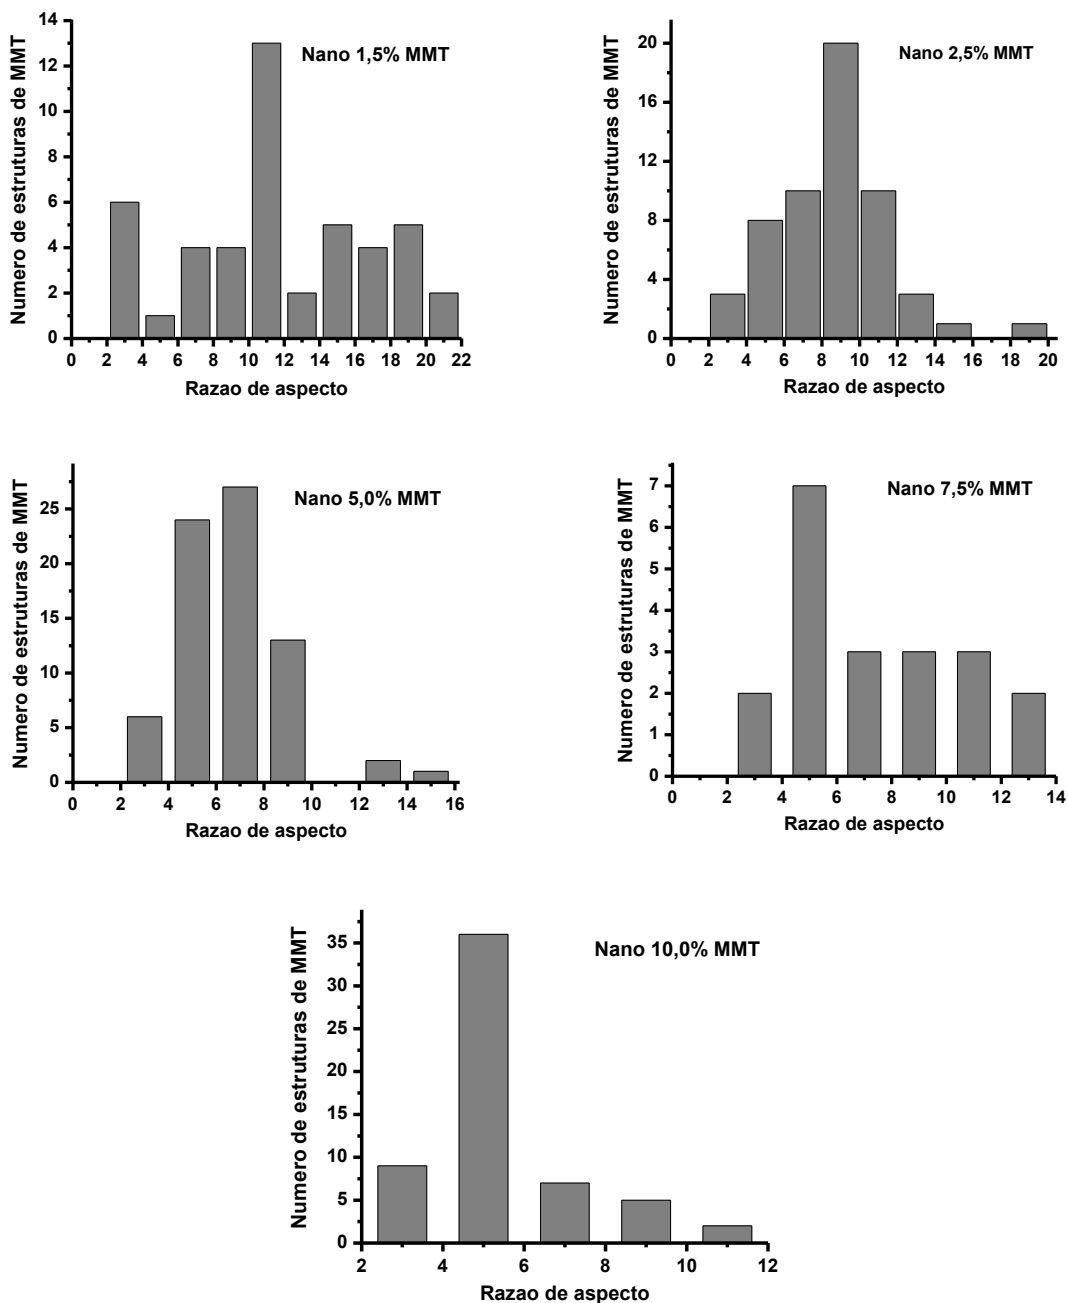 Nano 1,5% MMT
Numero de estruturas de MMT
14
12
10
8
6
4
2
0
0 2 4 6 8 10 12 14 16 18 20 22
Razao de aspecto
Nano 2,5% MMT
Numero de estruturas de MMT
20
16
12
8
4
0
0 2 4 6 8 10 12 14 16 18 20
Razao de aspecto
Nano 5,0% MMT
Numero de estruturas de MMT
25
20
15
10
5
0
0 2 4 6 8 10 12 14 16
Razao de aspecto
Nano 7,5% MMT
Numero de estruturas de MMT
7
6
5
4
3
2
1
0
0 2 4 6 8 10 12 14
Razao de aspecto
Nano 10,0% MMT
Numero de estruturas de MMT
35
30
25
20
15
10
5
0
2 4 6 8 10 12
Razao de aspecto